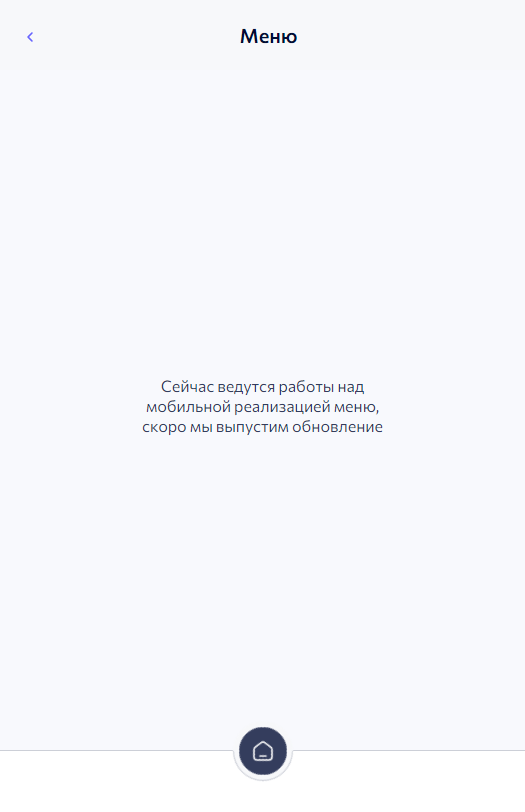 Меню
Сейчас ведутся работы над
мобильной реализацией меню,
скоро мы выпустим обновление